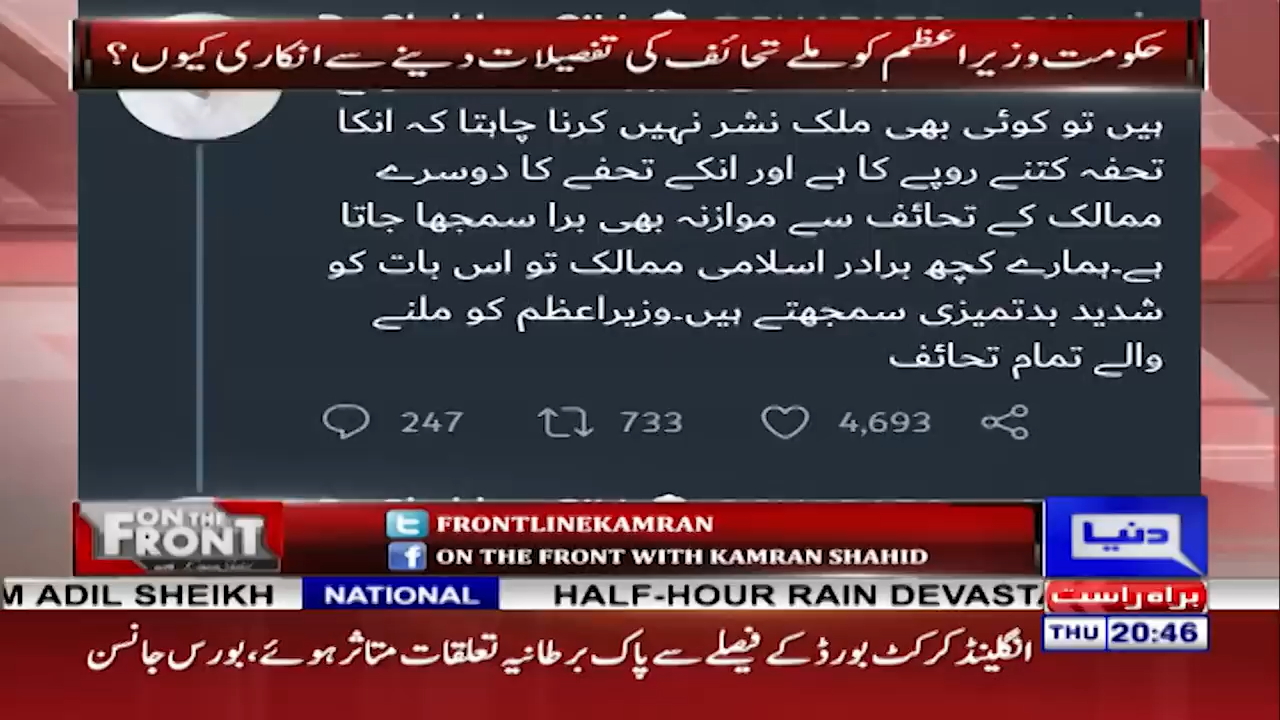 حکومت وزیراعظم کو ملے تحائف کی تفصیلات دینے سے انکاری کیوں؟
ہیں تو کوئی بھی ملک نشر نہیں کرنا چاہتا کہ انکا
تحفہ کتنے روپے کا ہے اور انکے تحفے کا دوسرے
ممالک کے تحائف سے موازنہ بھی برا سمجھا جاتا
ہے۔ہمارے کچھ برادر اسلامی ممالک تو اس بات کو
شدید بدتمیزی سمجھتے ہیں۔وزیراعظم کو ملنے
والے تمام تحائف
247 733 4,693
ON THE
FRONT
FRONTLINEKAMRAN
ON THE FRONT WITH KAMRAN SHAHID
دنیا
M ADIL SHEIKH NATIONAL HALF-HOUR RAIN DEVAST
براہ راست
THU 20:46
انگلینڈ کرکٹ بورڈ کے فیصلے سے پاک برطانیہ تعلقات متاثر ہوئے، بورس جانسن